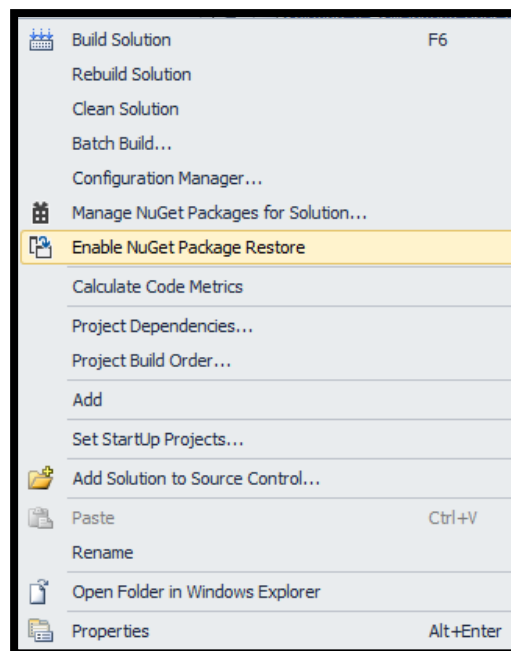 Build Solution F6
Rebuild Solution
Clean Solution
Batch Build...
Configuration Manager...
Manage NuGet Packages for Solution...
Enable NuGet Package Restore
Calculate Code Metrics
Project Dependencies...
Project Build Order...
Add
Set StartUp Projects...
Add Solution to Source Control...
Paste Ctrl+V
Rename
Open Folder in Windows Explorer
Properties Alt+Enter